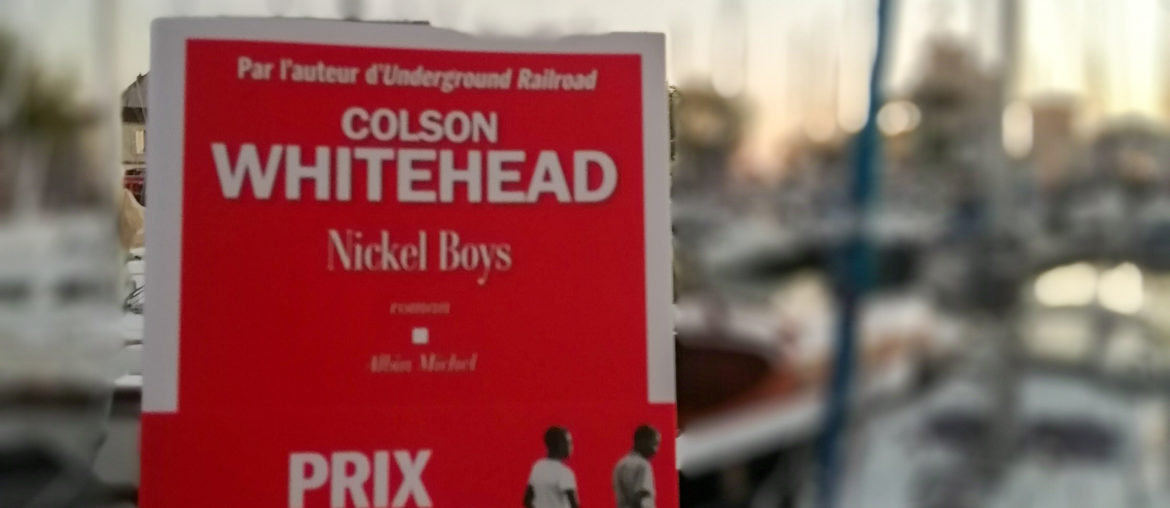 Par l'auteur d'Underground Railroad
COLSON
WHITEHEAD
Nickel Boys
roman
Albin Michel
PRIX